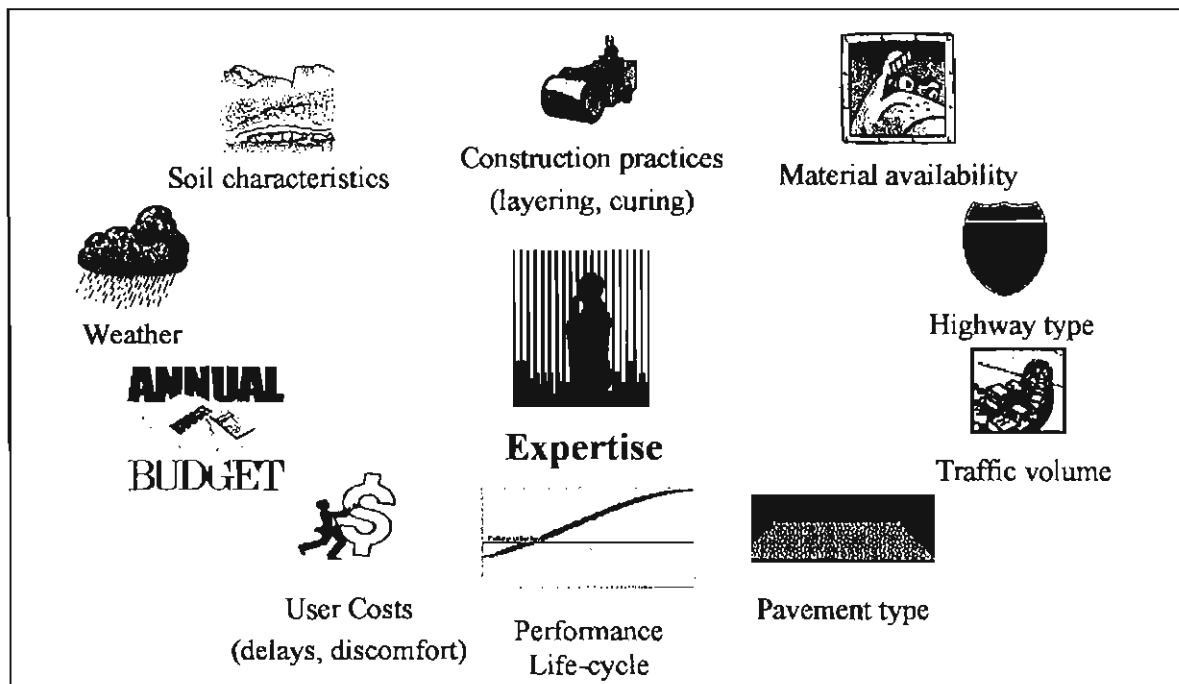 Soil characteristics
Construction practices
(layering, curing)
Material availability
Weather
Highway type
ANNUAL
BUDGET
Expertise
Traffic volume
User Costs
(delays, discomfort)
Performance
Life-cycle
Pavement type